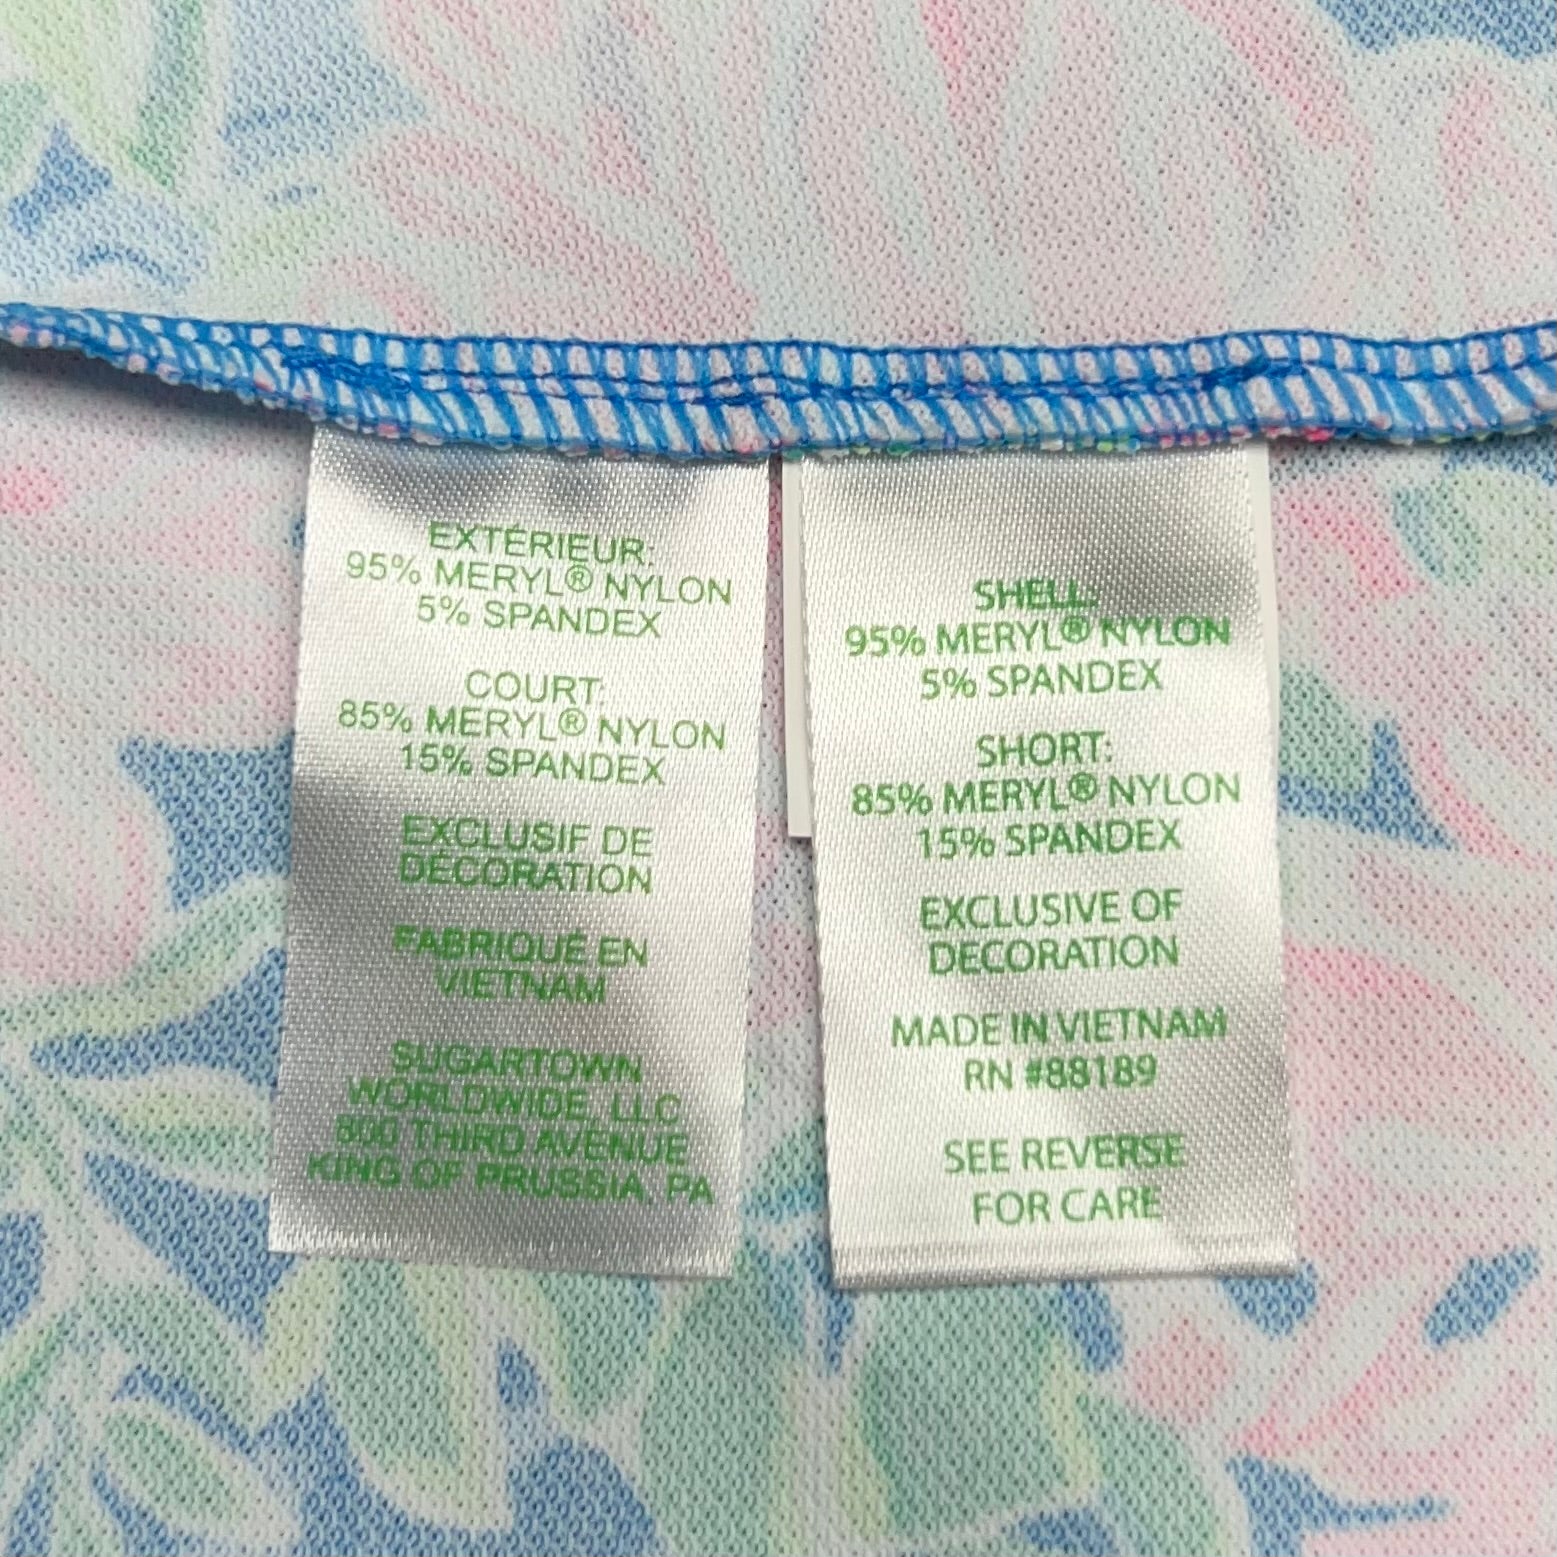 EXTÉRIEUR:
95% MERYL® NYLON
5% SPANDEX
COURT:
85% MERYL® NYLON
15% SPANDEX
EXCLUSIF DE
DÉCORATION
FABRIQUÉ EN
VIETNAM
SUGARTOWN
WORLDWIDE, LLC
800 THIRD AVENUE
KING OF PRUSSIA, PA
SHELL:
95% MERYL® NYLON
5% SPANDEX
SHORT:
85% MERYL® NYLON
15% SPANDEX
EXCLUSIVE OF
DECORATION
MADE IN VIETNAM
RN #88189
SEE REVERSE
FOR CARE